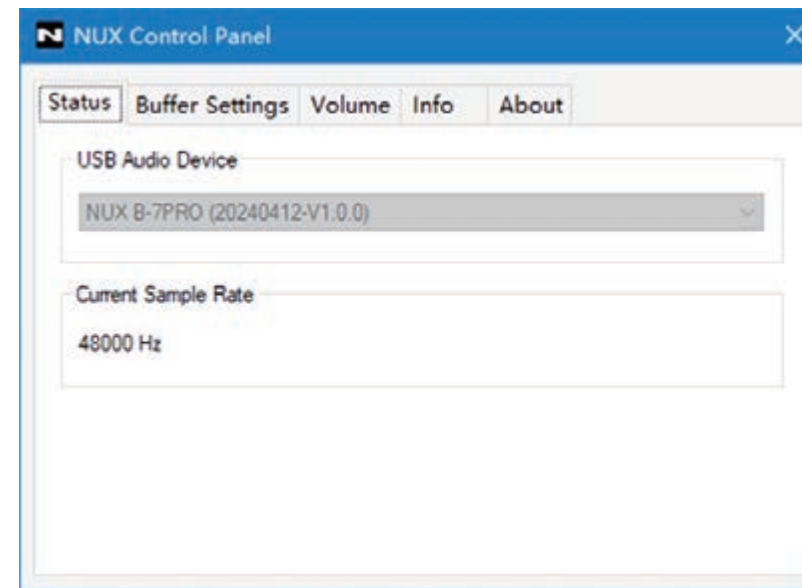 NUX Control Panel
Status Buffer Settings Volume Info About
USB Audio Device
NUX B-7PRO (20240412-V1.0.0)
Current Sample Rate
48000 Hz